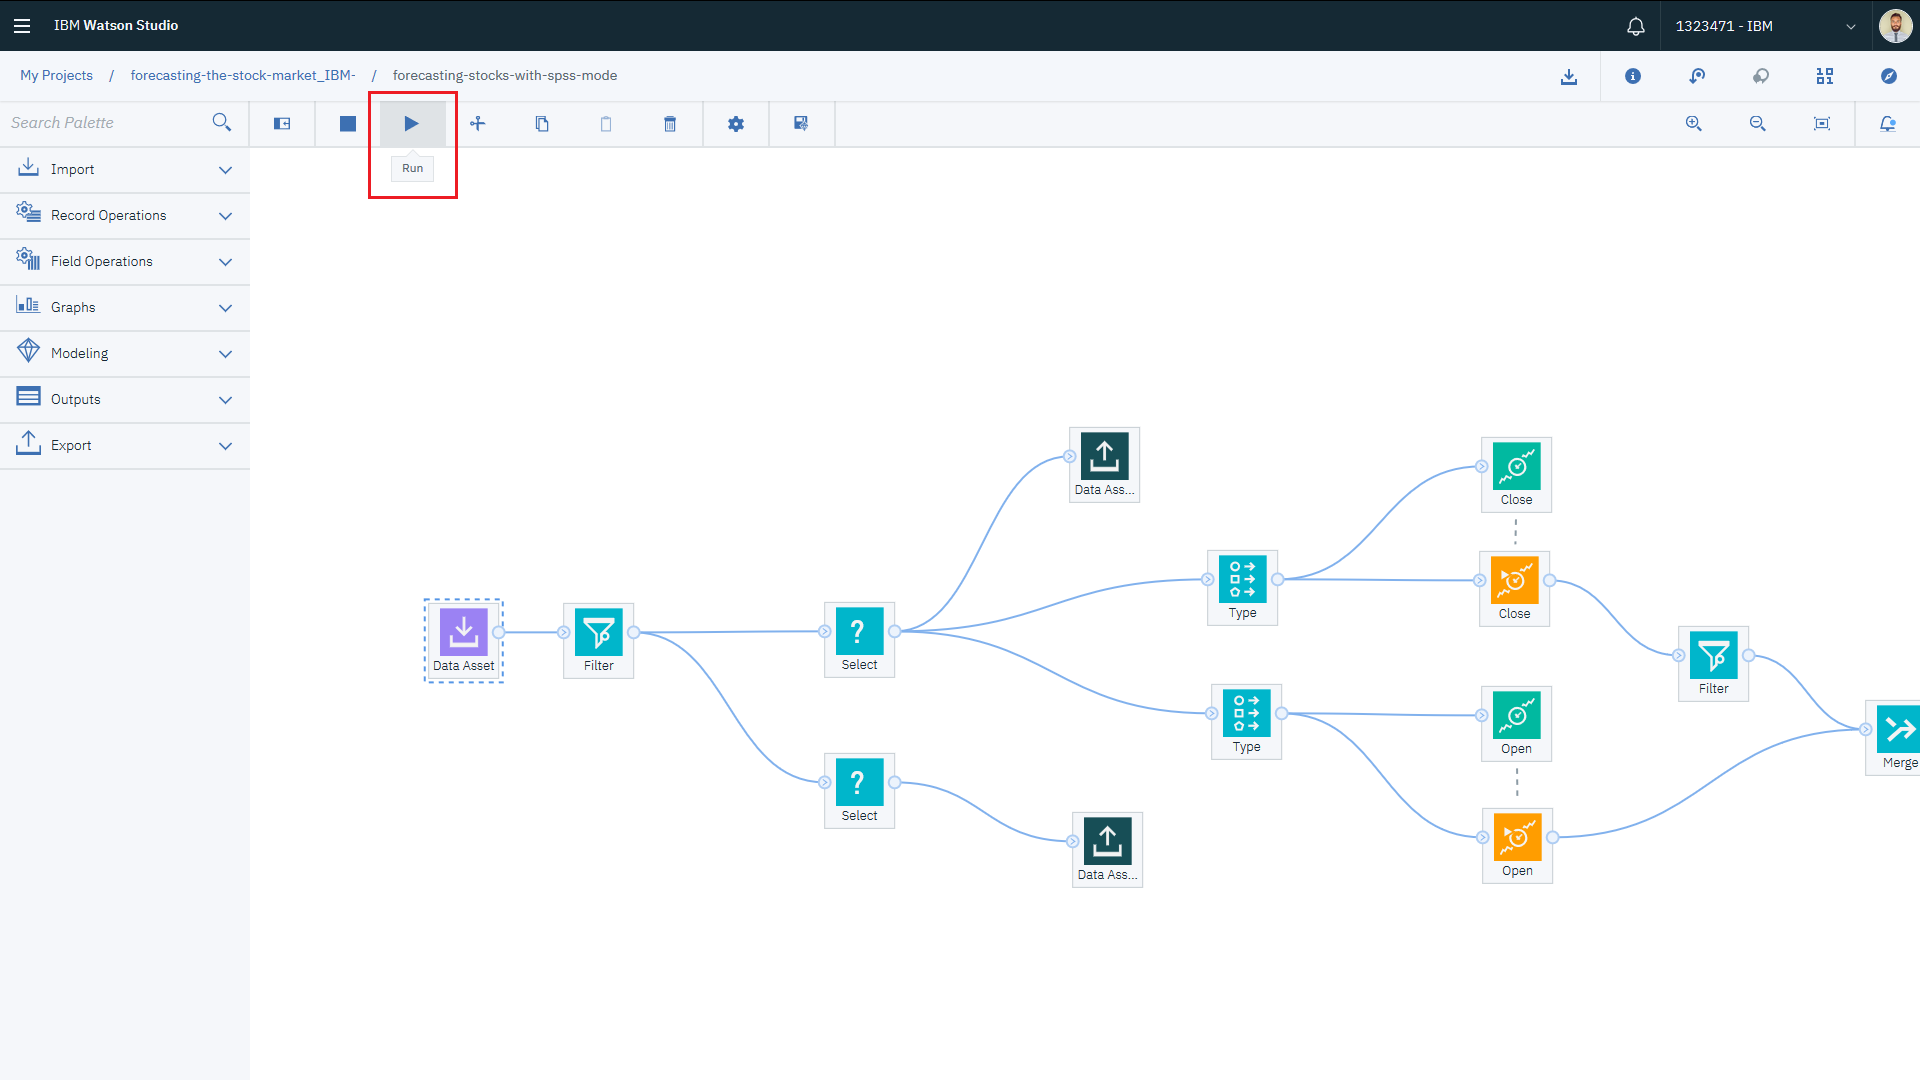 IBM Watson Studio
1323471 - IBM
My Projects / forecasting-the-stock-market_IBM- / forecasting-stocks-with-spss-mode
Search Palette
Run
Import
Record Operations
Field Operations
Graphs
Modeling
Outputs
Export
Data Ass...
Close
Type
Close
Data Asset
Filter
Select
Filter
Type
Open
Merge
Select
Data Ass...
Open